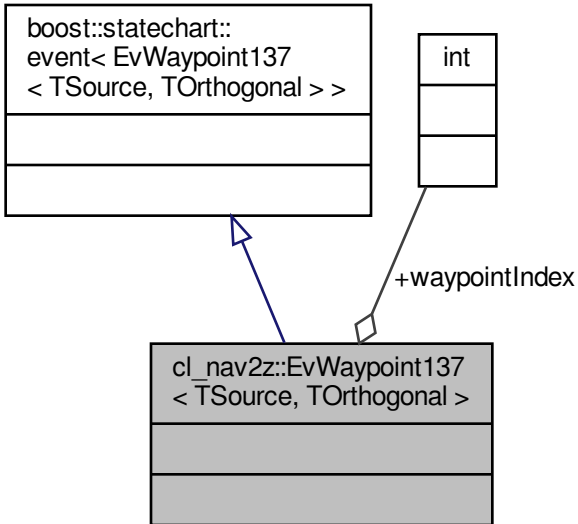 boost::statechart::
event< EvWaypoint137
< TSource, TOrthogonal > >
int
+waypointIndex
cl_nav2z::EvWaypoint137
< TSource, TOrthogonal >